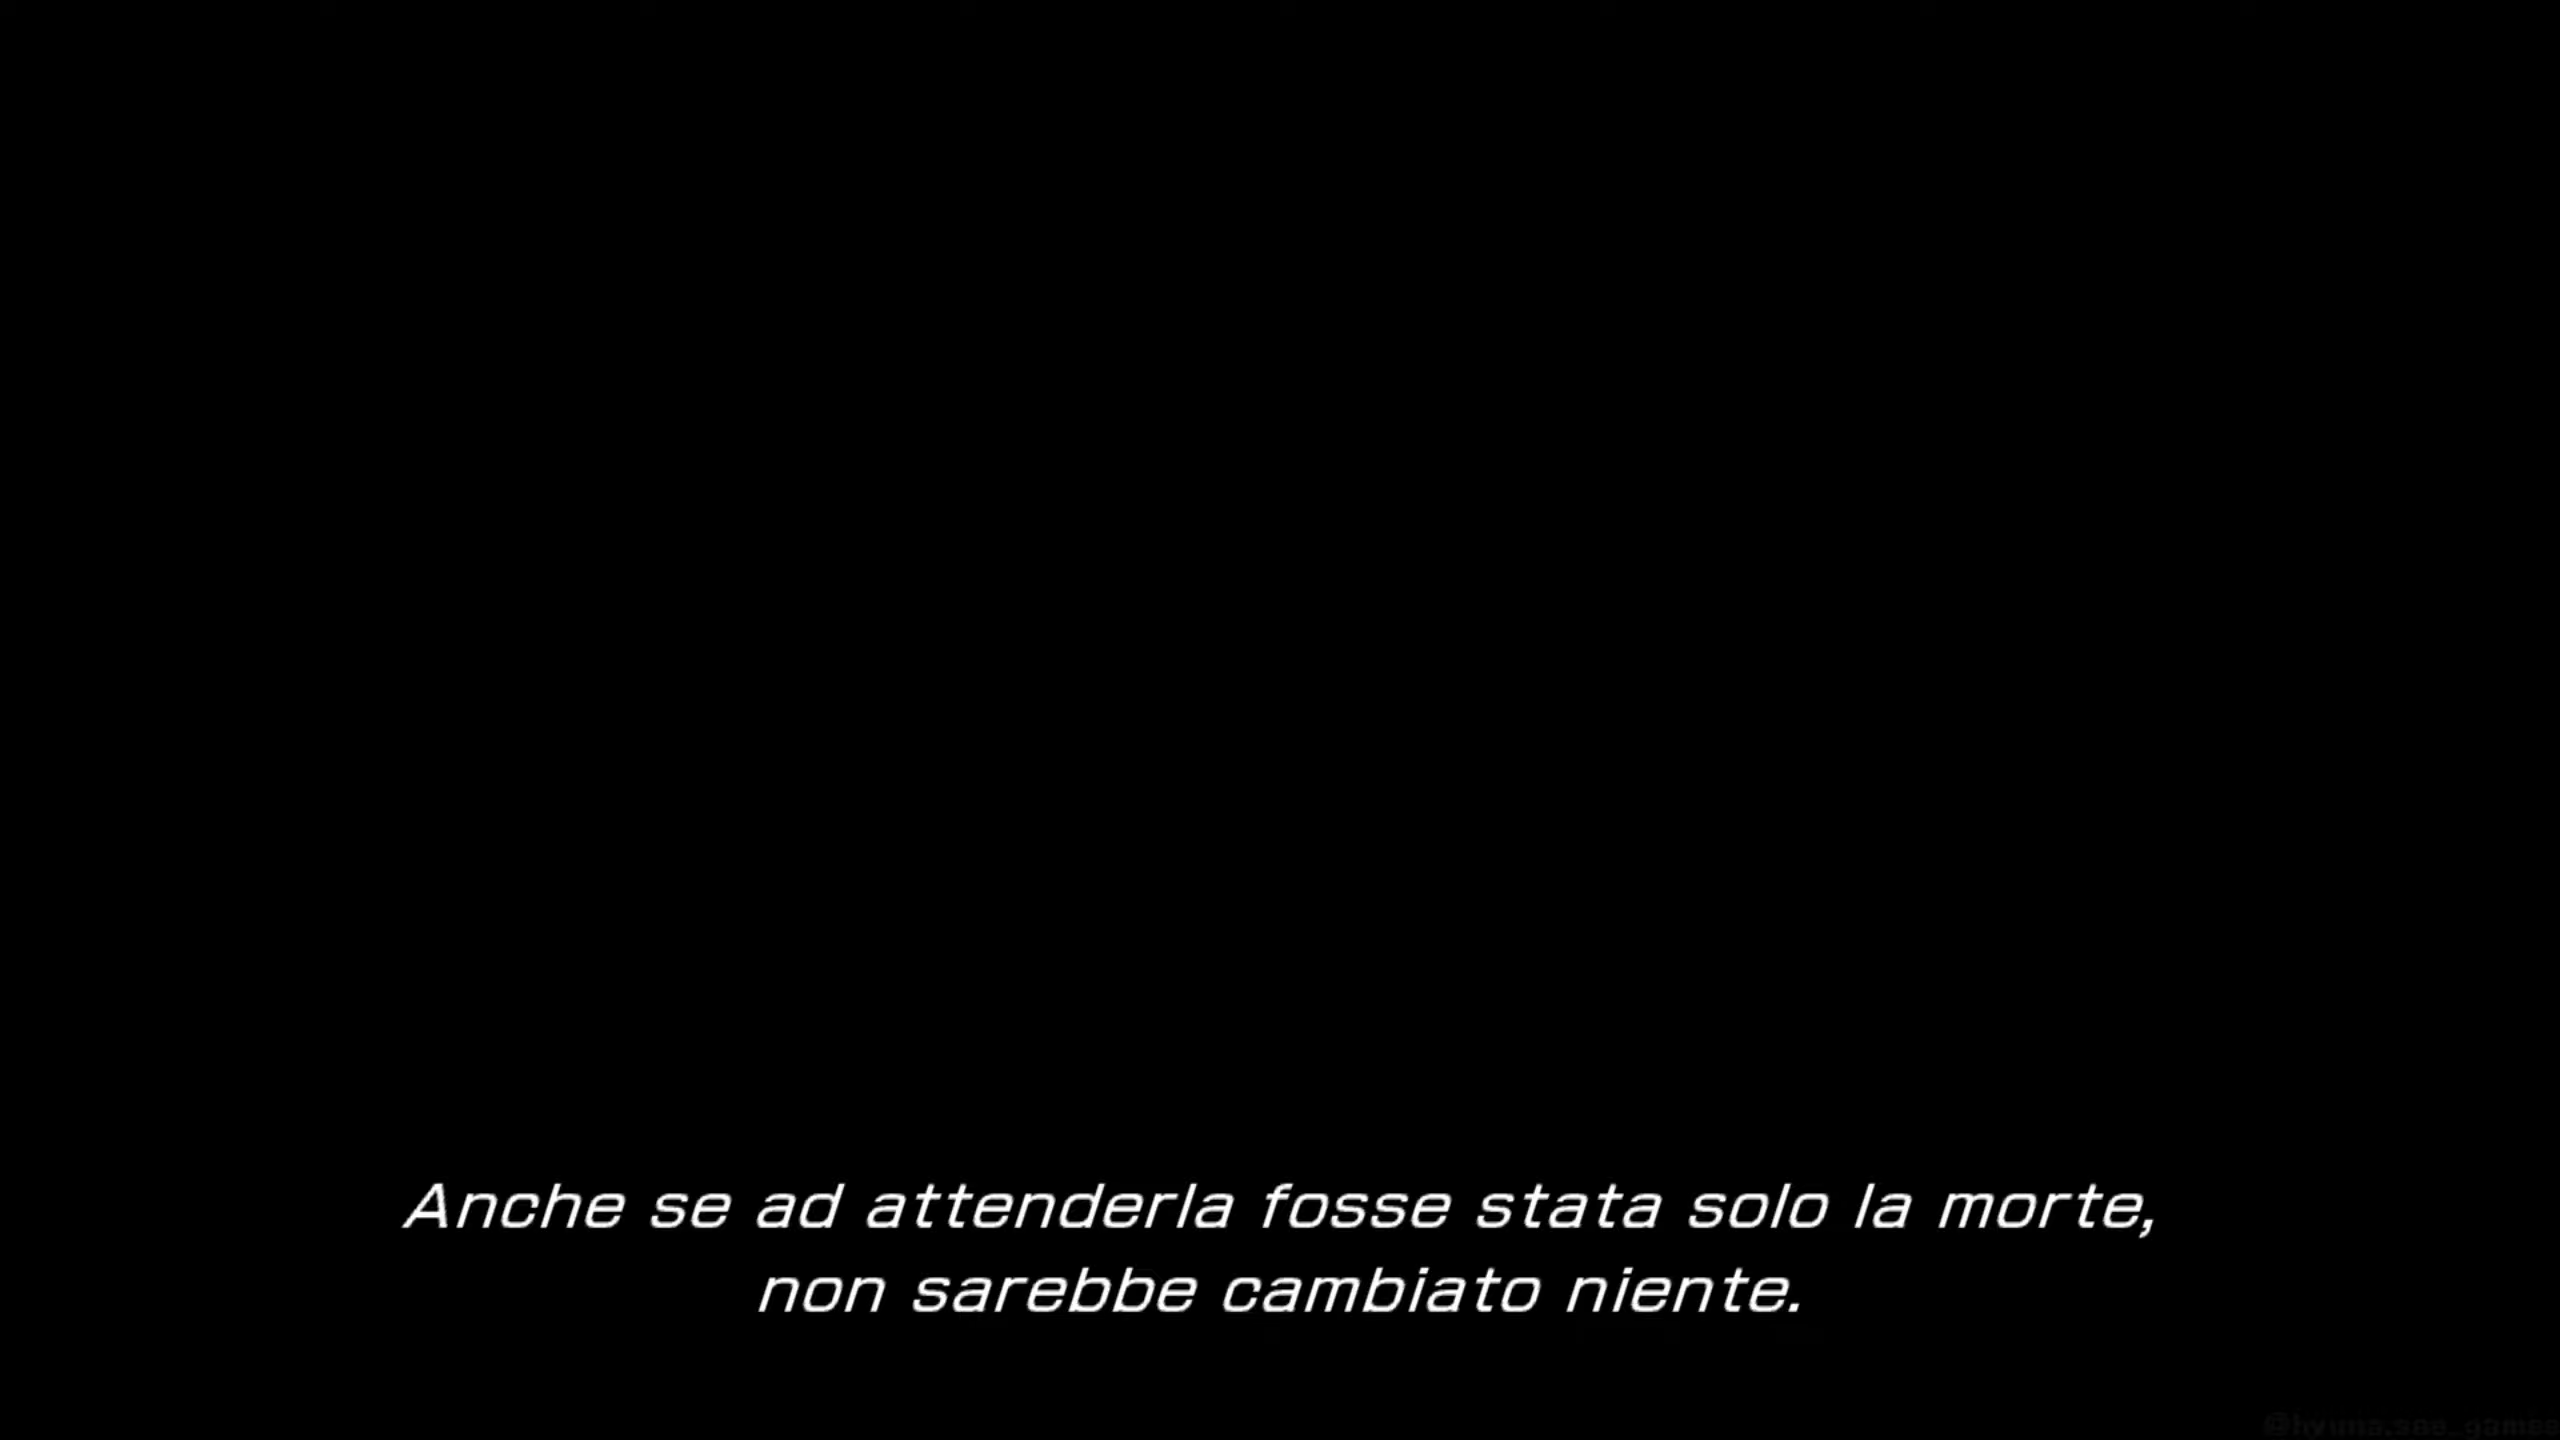 Anche se ad attenderla fosse stata solo la morte,
non sarebbe cambiato niente.